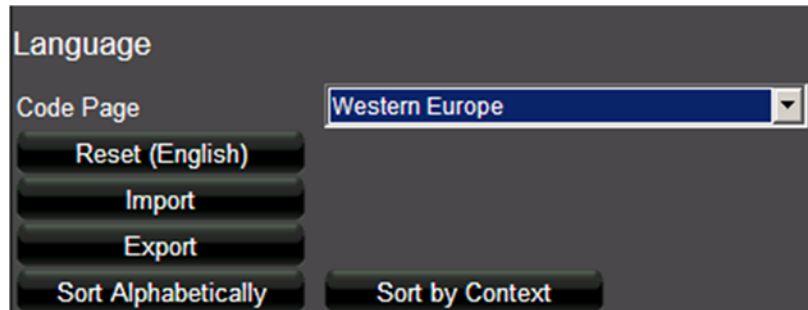 Language
Code Page Western Europe
Reset (English)
Import
Export
Sort Alphabetically Sort by Context